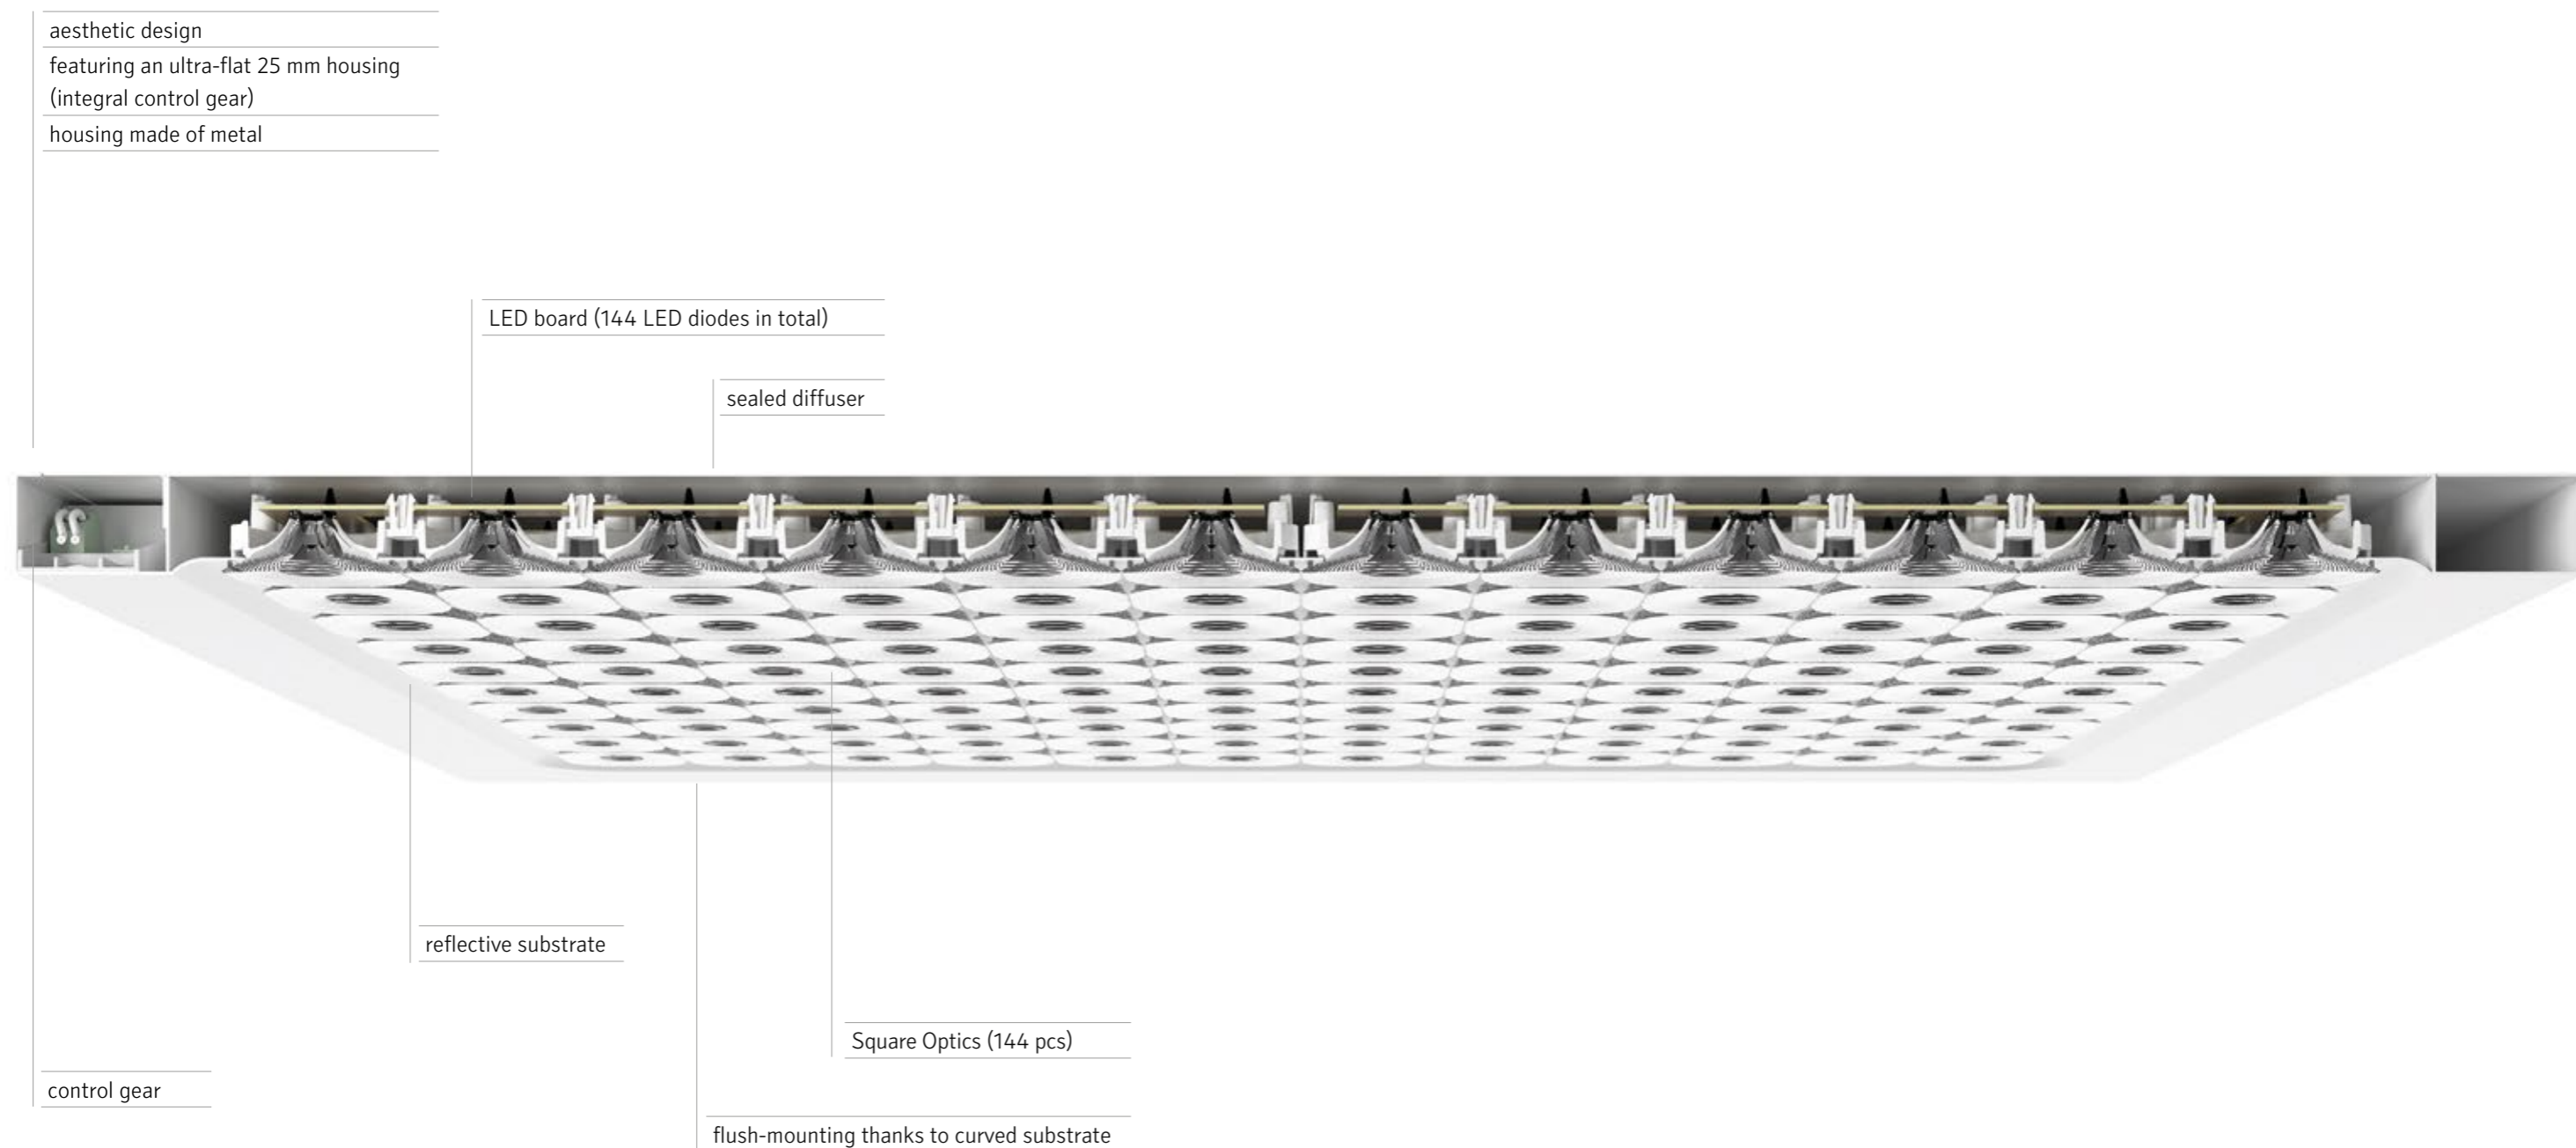 aesthetic design
featuring an ultra-flat 25 mm housing
(integral control gear)
housing made of metal
LED board (144 LED diodes in total)
sealed diffuser
reflective substrate
Square Optics (144 pcs)
control gear
flush-mounting thanks to curved substrate